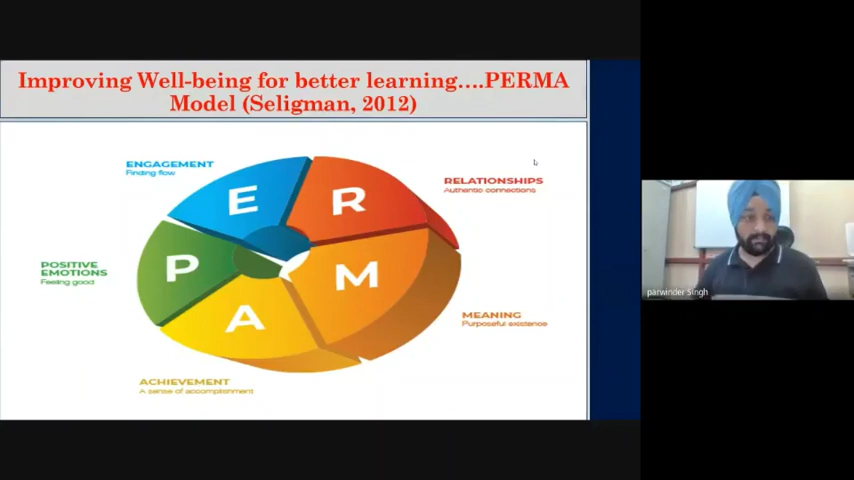 Improving Well-being for better learning....PERMA
Model (Seligman, 2012)
ENGAGEMENT
Finding flow
E
R
RELATIONSHIPS
Authentic connections
POSITIVE
EMOTIONS
Feeling good
P
M
A
MEANING
Purposeful existence
ACHIEVEMENT
A sense of accomplishment
parwinder Singh